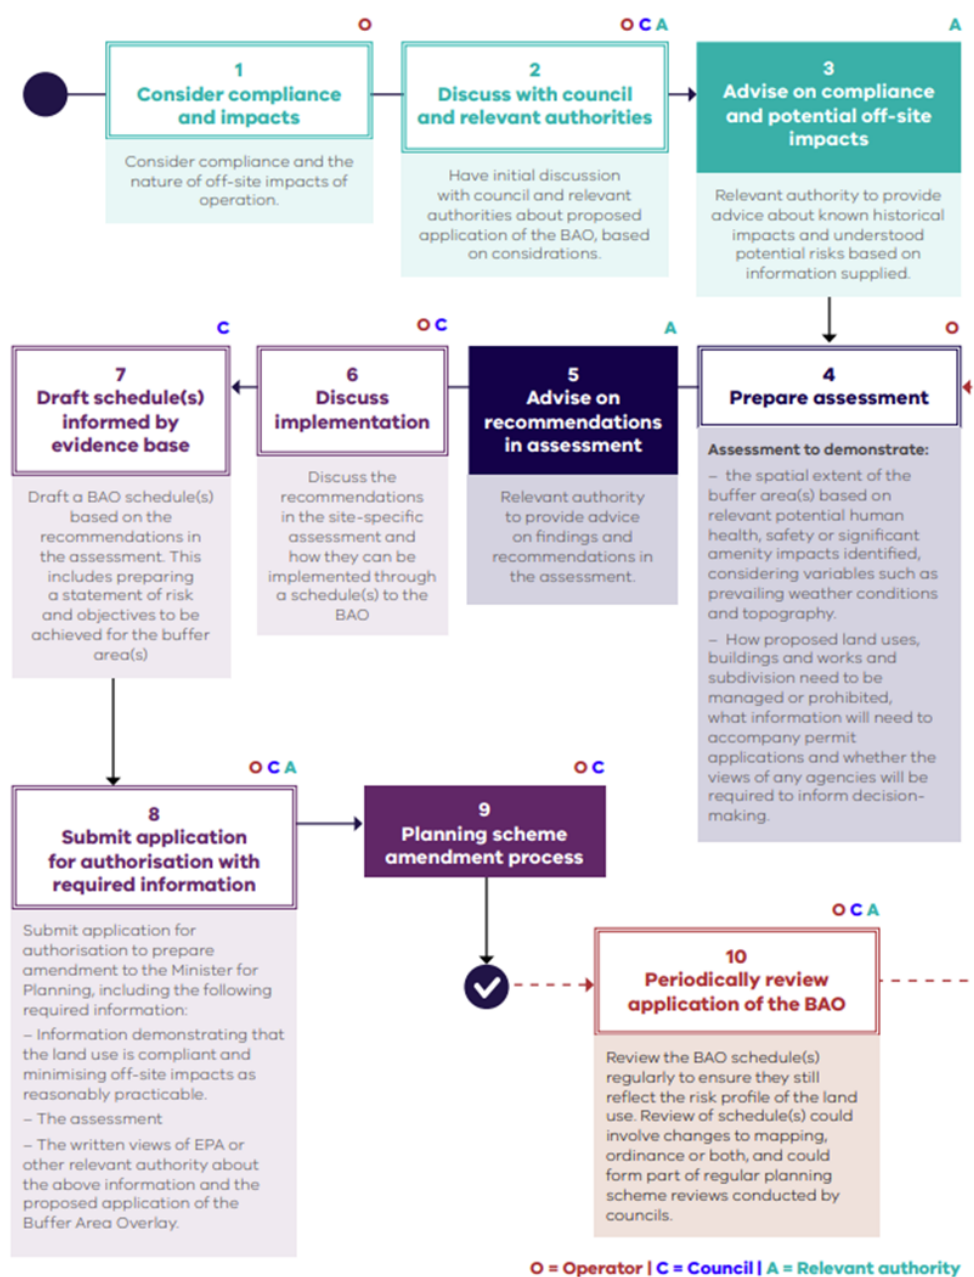 O
1
Consider compliance
and impacts
Consider compliance and the
nature of off-site impacts of
operation.
O C A
2
Discuss with council
and relevant authorities
Have initial discussion
with council and relevant
authorities about proposed
application of the BAO, based
on considrations.
A
3
Advise on compliance
and potential off-site
impacts
Relevant authority to provide
advice about known historical
impacts and understood
potential risks based on
information supplied.
O
4
Prepare assessment
Assessment to demonstrate:
– the spatial extent of the
buffer area(s) based on
relevant potential human
health, safety or significant
amenity impacts identified,
considering variables such as
prevailing weather conditions
and topography.
– How proposed land uses,
buildings and works and
subdivision need to be
managed or prohibited,
what information will need to
accompany permit
applications and whether the
views of any agencies will be
required to inform decision-
making.
A
5
Advise on
recommendations
in assessment
Relevant authority
to provide advice
on findings and
recommendations in
the assessment.
O C
6
Discuss
implementation
Discuss the
recommendations
in the site-specific
assessment and
how they can be
implemented through
a schedule(s) to the
BAO
C
7
Draft schedule(s)
informed by
evidence base
Draft a BAO schedule(s)
based on the
recommendations in
the assessment. This
includes preparing
a statement of risk
and objectives to be
achieved for the buffer
area(s)
O C A
8
Submit application
for authorisation with
required information
Submit application for
authorisation to prepare
amendment to the Minister for
Planning, including the following
required information:
– Information demonstrating that
the land use is compliant and
minimising off-site impacts as
reasonably practicable.
– The assessment
– The written views of EPA or
other relevant authority about
the above information and the
proposed application of the
Buffer Area Overlay.
O C
9
Planning scheme
amendment process
O C A
10
Periodically review
application of the BAO
Review the BAO schedule(s)
regularly to ensure they still
reflect the risk profile of the land
use. Review of schedule(s) could
involve changes to mapping,
ordinance or both, and could
form part of regular planning
scheme reviews conducted by
councils.
O = Operator | C = Council | A = Relevant authority